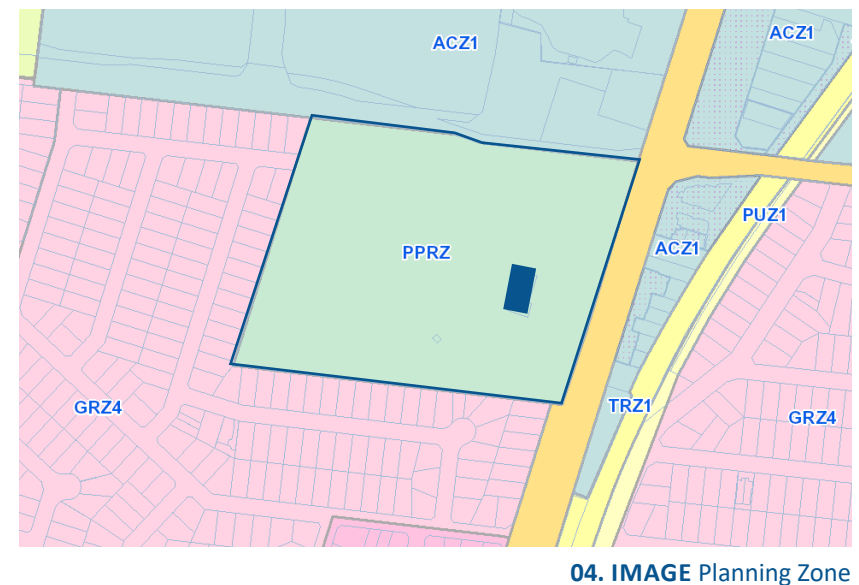 ACZ1
ACZ1
PUZ1
ACZ1
PPRZ
TRZ1
GRZ4
GRZ4
04. IMAGE Planning Zone